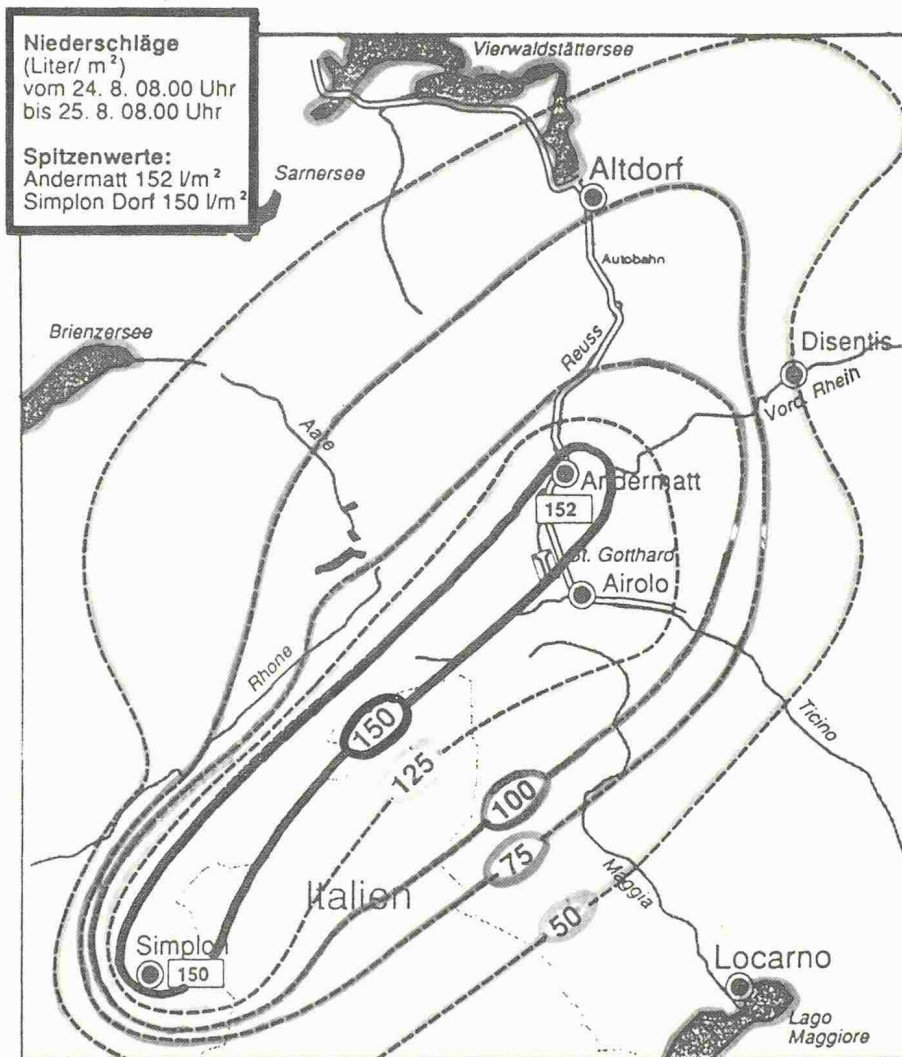 Niederschläge
(Liter/ m²)
vom 24. 8. 08.00 Uhr
bis 25. 8. 08.00 Uhr
Spitzenwerte:
Andermatt 152 l/m²
Simplon Dorf 150 l/m²
Vierwaldstättersee
Sarnersee
Altdorf
Autobahn
Brienzersee
Reuss
Disentis
Vord. Rhein
Aare
Andermatt
152
St. Gotthard
Airolo
Rhone
150
125
Ticino
100
75
Maggia
Italien
50
Simplon
150
Locarno
Lago
Maggiore